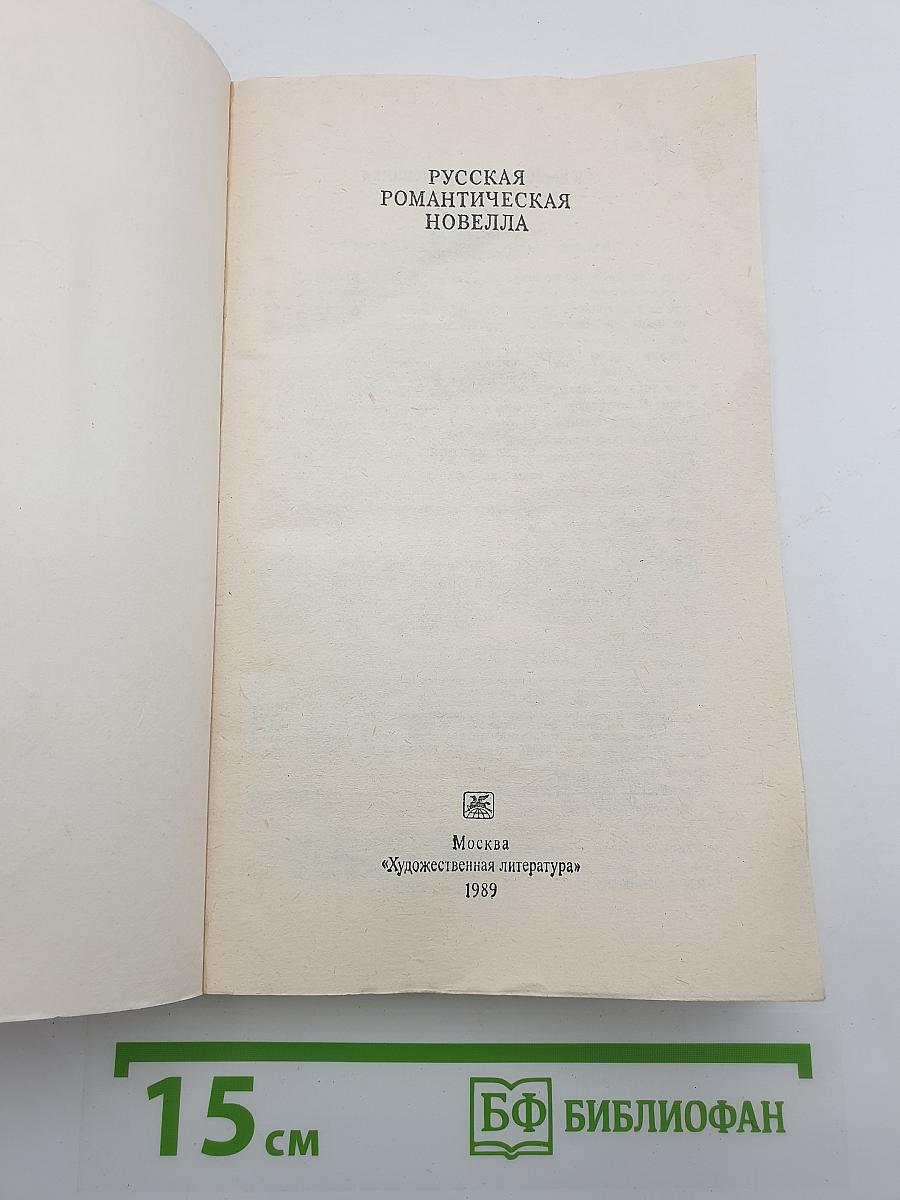 РУССКАЯ
РОМАНТИЧЕСКАЯ
НОВЕЛЛА
Москва
«Художественная литература»
1989
15 см
БФ БИБЛИОФАН